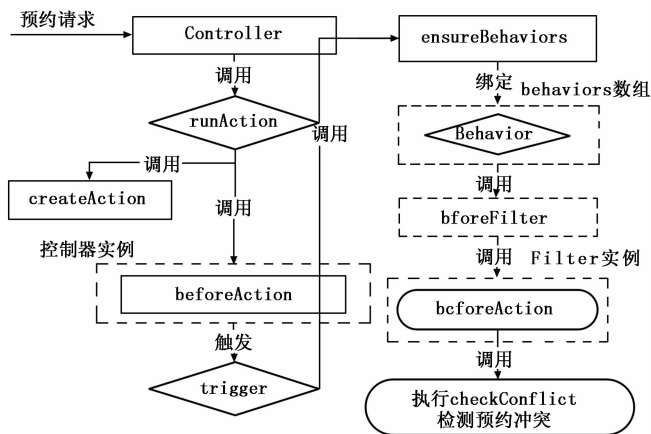 预约请求
Controller
调用
runAction
调用
createAction
调用
控制器实例
beforeAction
触发
trigger
调用
ensureBehaviors
绑定
behaviors数组
Behavior
调用
bforeFilter
调用
Filter实例
bcforeAction
调用
执行checkConflict
检测预约冲突